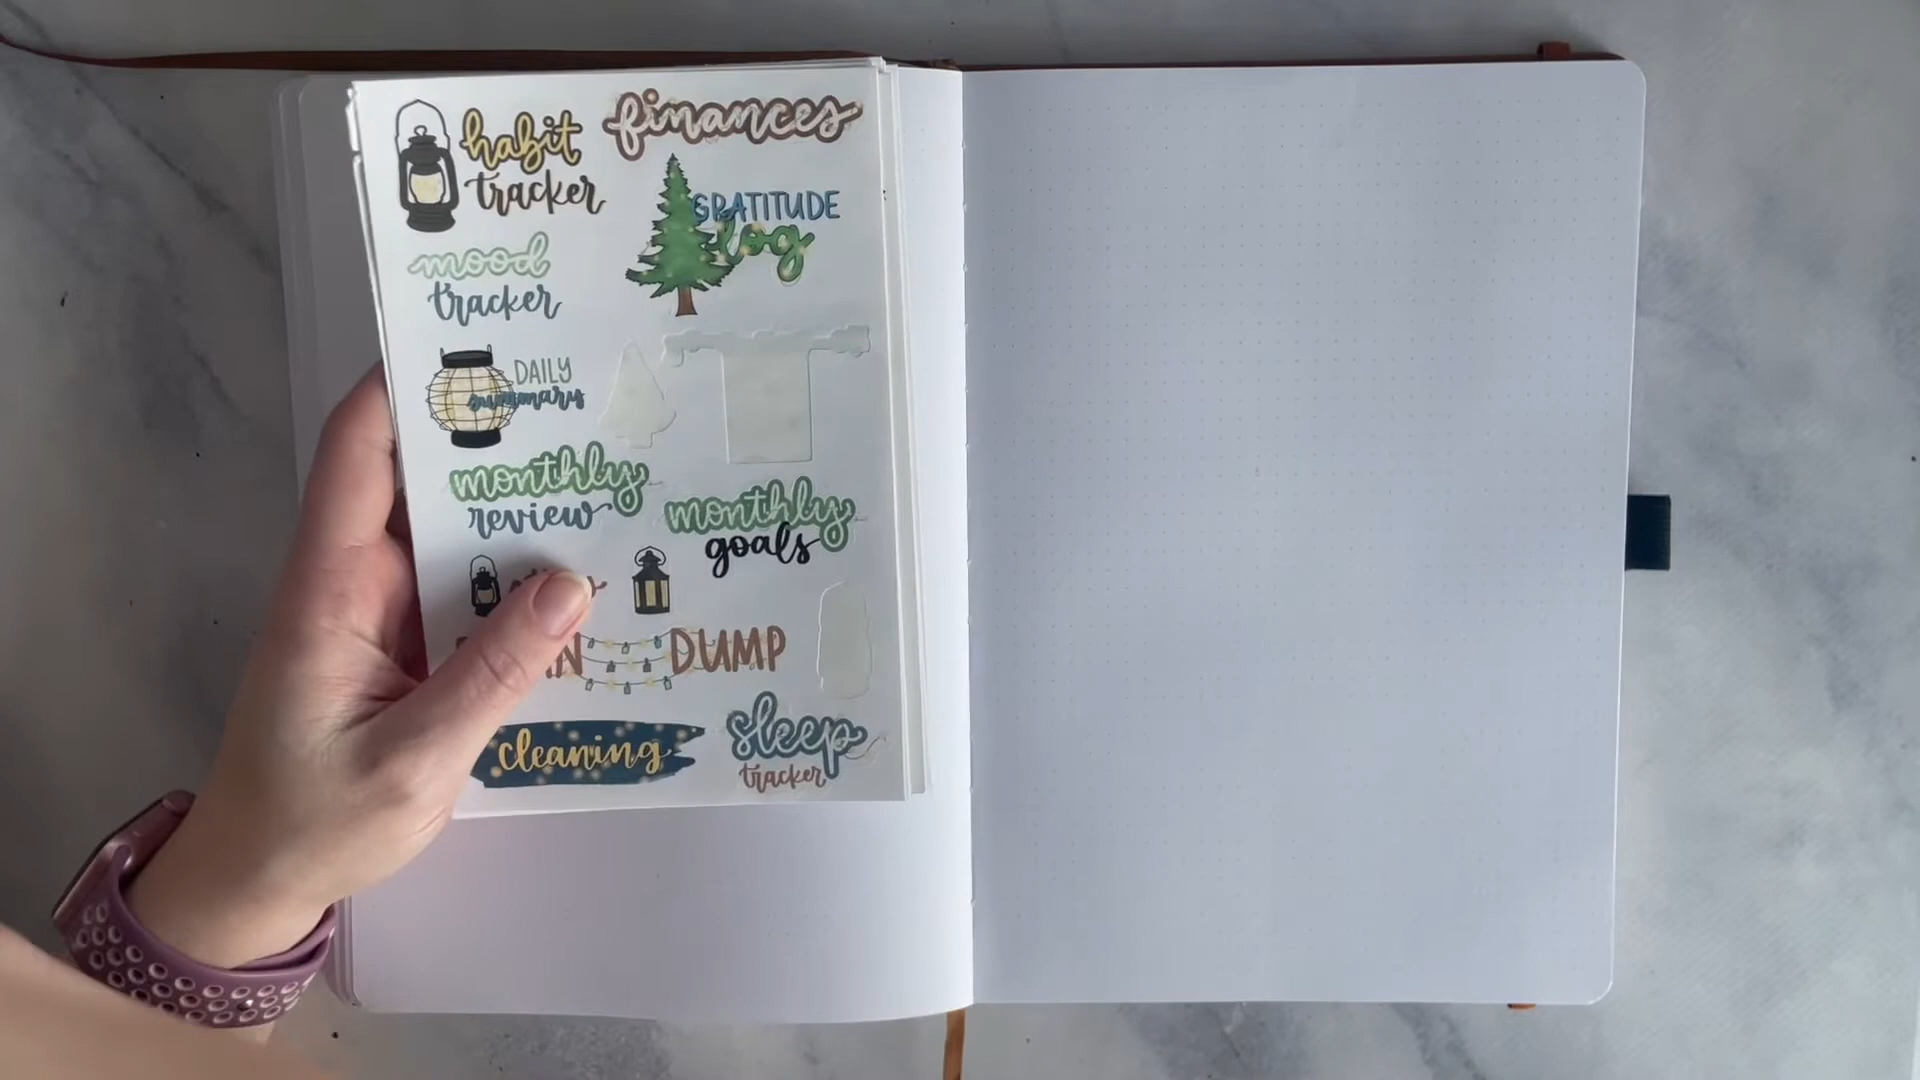 habit
tracker
finances
GRATITUDE
log
mood
tracker
DAILY
summary
monthly
review
monthly
goals
DUMP
cleaning
sleep
tracker